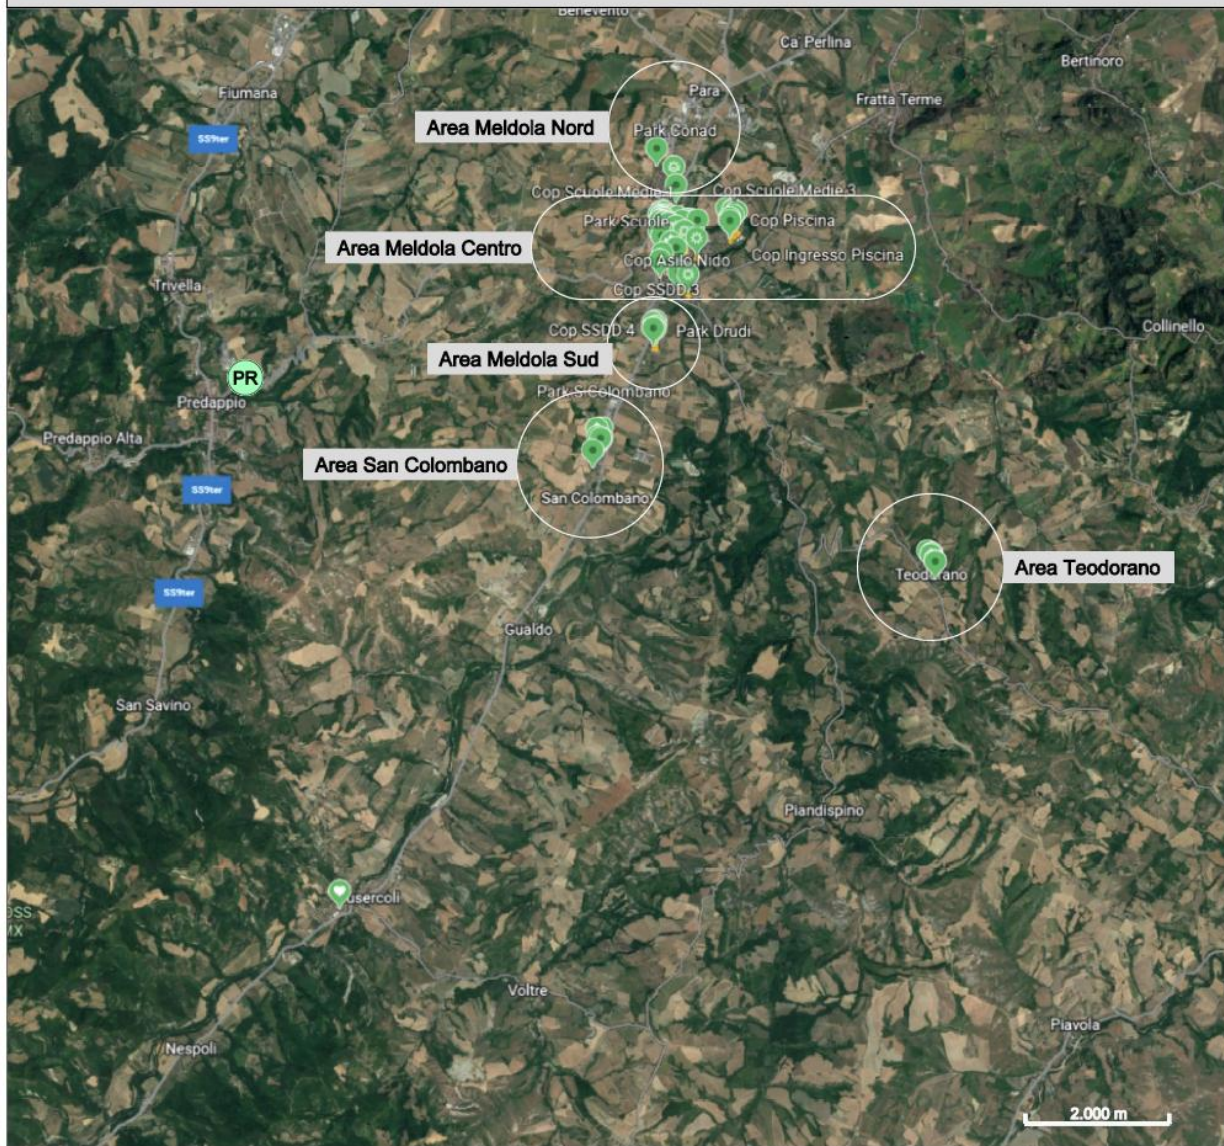 Benevento
Ca' Perlina
Bertinoro
Fiumana
Para
Fratta Terme
Area Meldola Nord
Park Conad
SS9ter
Cop Scuole Medie 1
Cop Scuole Medie 3
Park Scuole
Cop Piscina
Area Meldola Centro
Cop Asilo Nido
Cop Ingresso Piscina
Trivella
Cop SSDD 3
Cop SSDD 4
Park Drudi
Collinello
Area Meldola Sud
PR
Park S Colombano
Predappio
Predappio Alta
Area San Colombano
SS9ter
San Colombano
Teodorano
Area Teodorano
SS9ter
Gualdo
San Savino
Piandispino
usercoli
OSS
MX
Voltre
Piavola
Nespoli
2.000 m